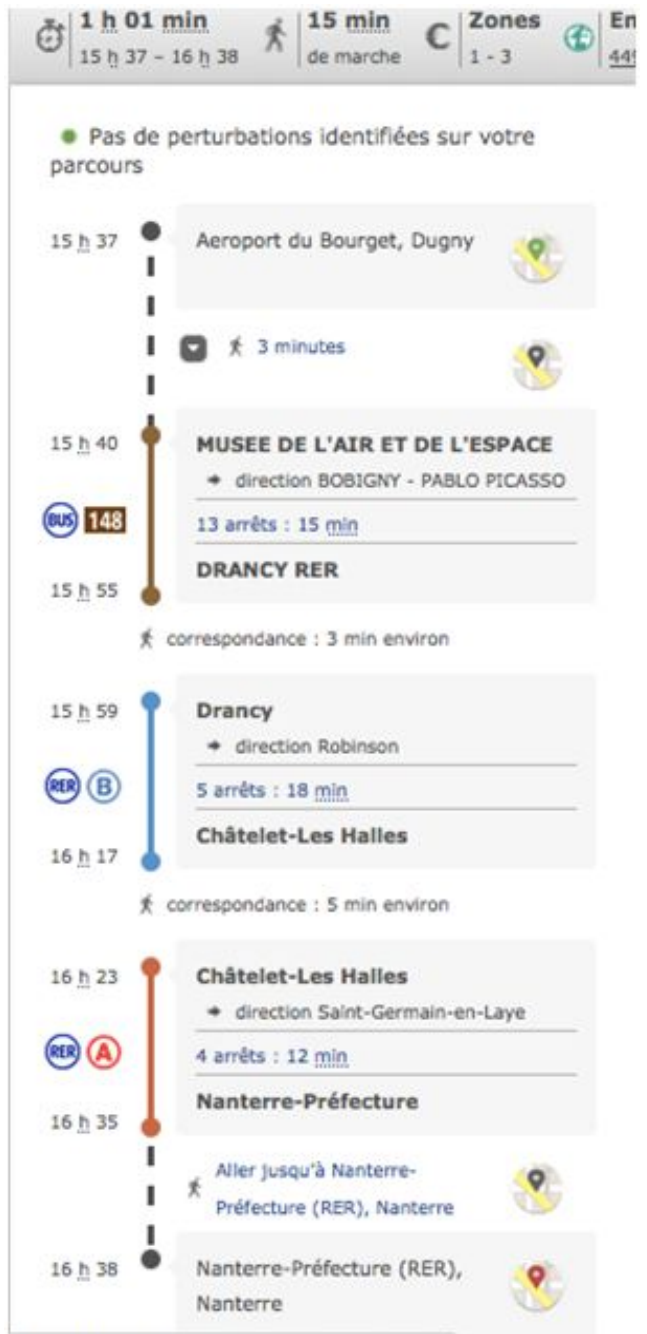 1 h 01 min
15 h 37 – 16 h 38
15 min
de marche
€
Zones
1 - 3
Pas de perturbations identifiées sur votre
parcours
15 h 37
Aeroport du Bourget, Dugny
3 minutes
15 h 40
MUSEE DE L'AIR ET DE L'ESPACE
direction BOBIGNY - PABLO PICASSO
BUS 148
13 arrêts : 15 min
DRANCY RER
15 h 55
correspondance : 3 min environ
15 h 59
Drancy
direction Robinson
RER B
5 arrêts : 18 min
Châtelet-Les Halles
16 h 17
correspondance : 5 min environ
16 h 23
Châtelet-Les Halles
direction Saint-Germain-en-Laye
RER A
4 arrêts : 12 min
Nanterre-Préfecture
16 h 35
Aller jusqu'à Nanterre-
Préfecture (RER), Nanterre
16 h 38
Nanterre-Préfecture (RER),
Nanterre